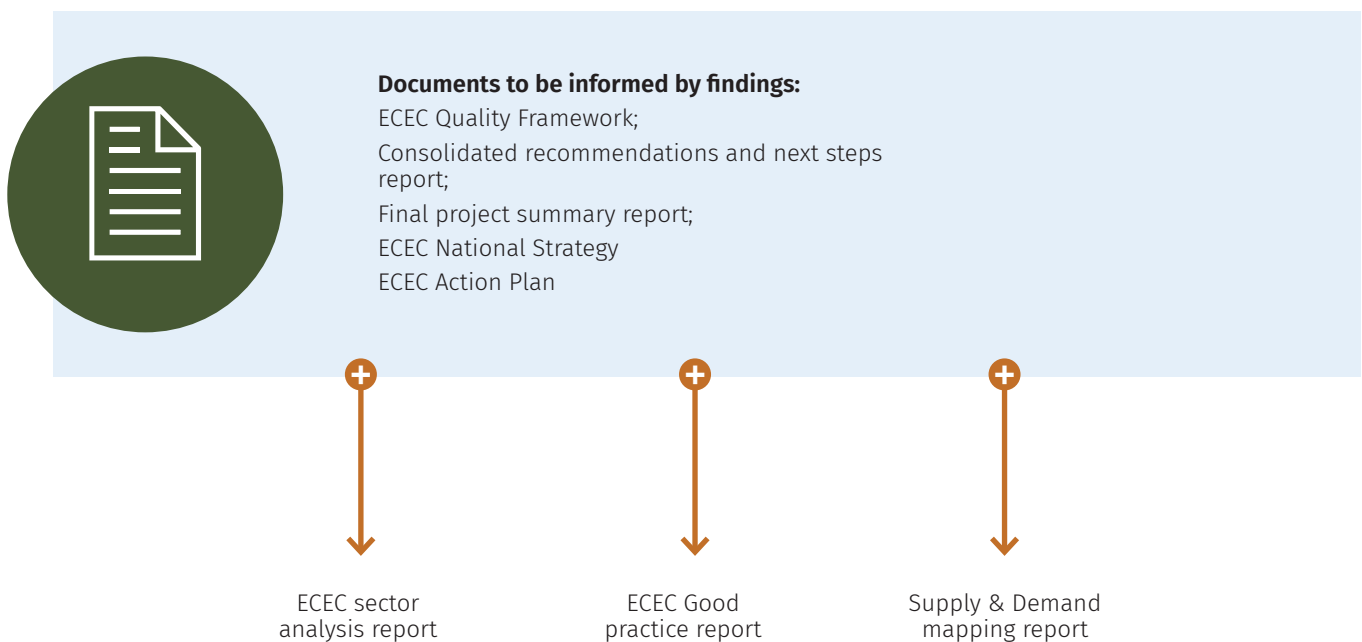 Documents to be informed by findings:
ECEC Quality Framework;
Consolidated recommendations and next steps
report;
Final project summary report;
ECEC National Strategy
ECEC Action Plan
ECEC sector
analysis report
ECEC Good
practice report
Supply & Demand
mapping report